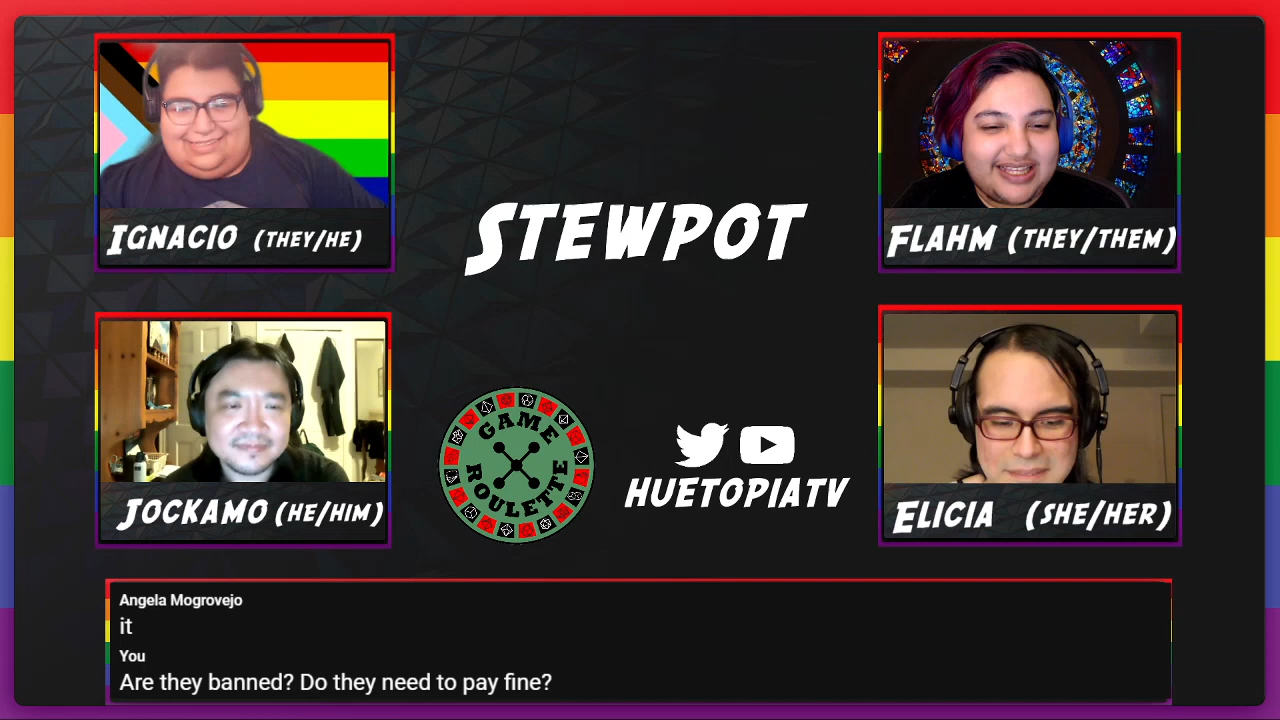 IGNACIO (THEY/HE)
STEWPOT
FLAHM (THEY/THEM)
JOCKAMO (HE/HIM)
GAME
ROULETTE
HUETOPIATV
ELICIA (SHE/HER)
Angela Mogrovejo
it
You
Are they banned? Do they need to pay fine?